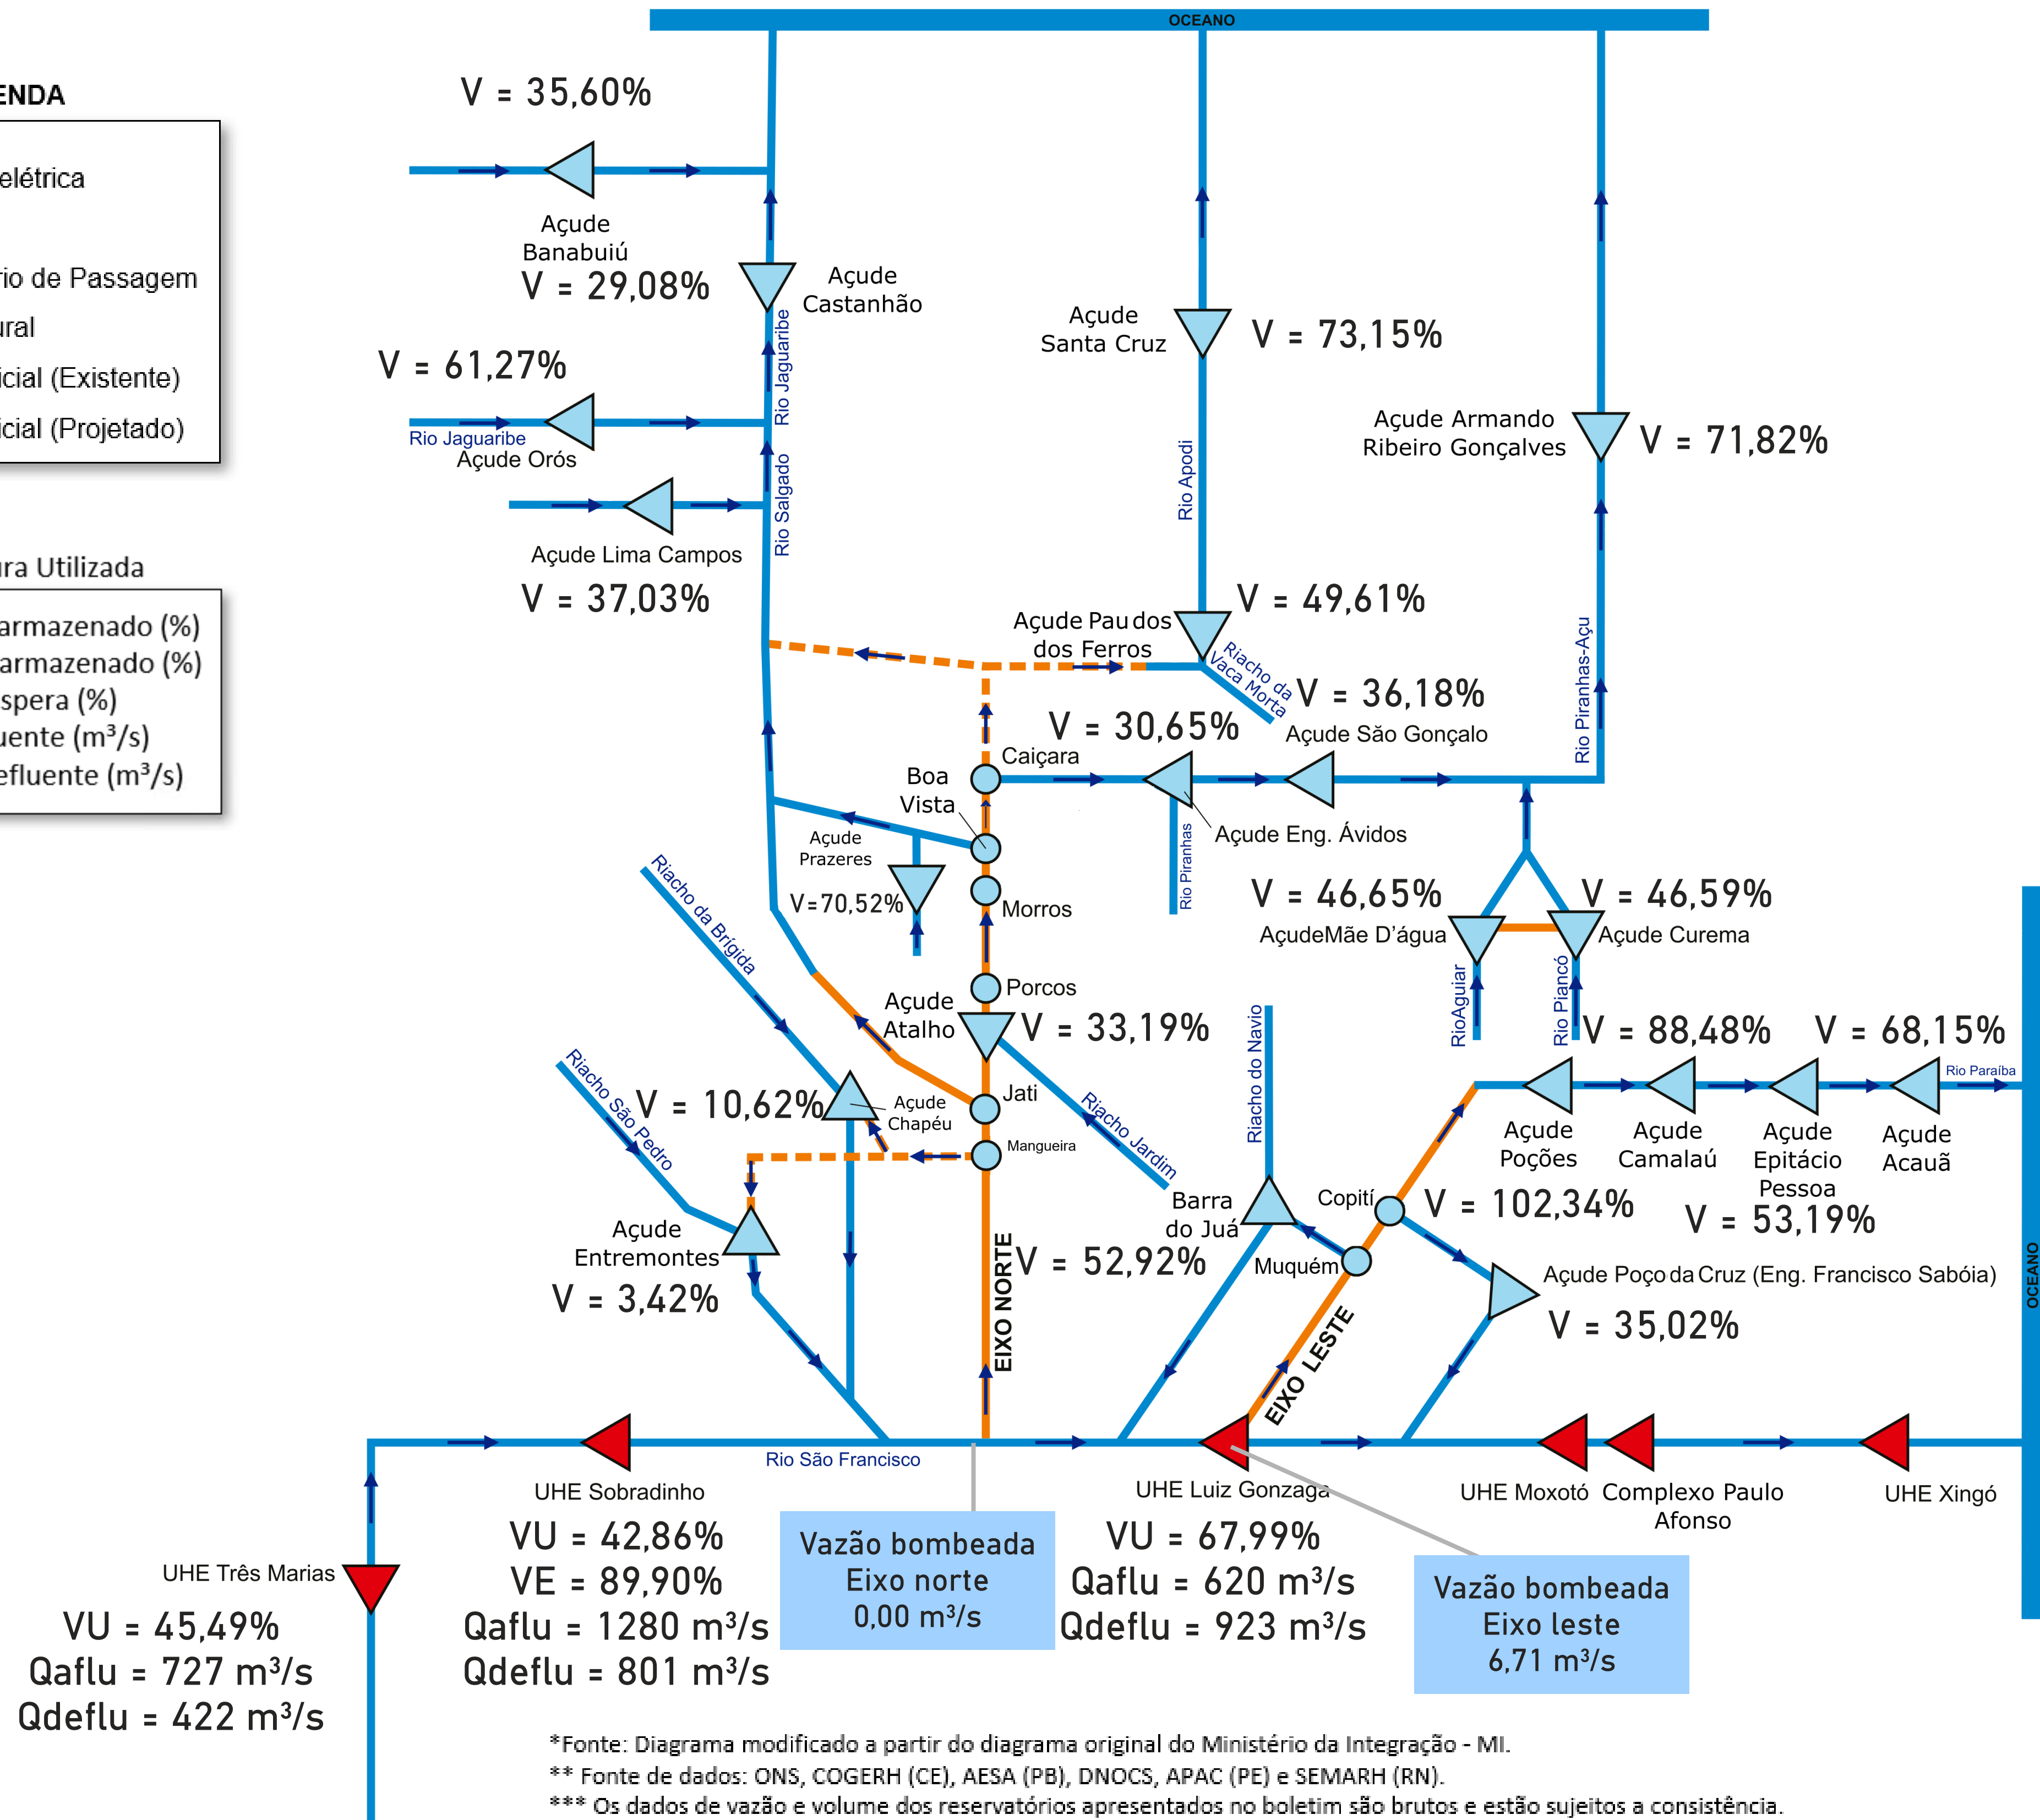 OCEANO
ENDA
elétrica
rio de Passagem
ural
icial (Existente)
icial (Projetado)
ura Utilizada
armazenado (%)
armazenado (%)
spera (%)
uente (m³/s)
efluente (m³/s)
V = 35,60%
Açude
Banabuiú
V = 29,08%
Açude
Castanhão
Rio Jaguaribe
V = 61,27%
Rio Jaguaribe
Açude Orós
Rio Salgado
Açude Lima Campos
V = 37,03%
Açude
Santa Cruz
V = 73,15%
Rio Apodi
Açude Armando
Ribeiro Gonçalves
V = 71,82%
Açude Pau dos
dos Ferros
V = 49,61%
Riacho da
Vaca Morta
Rio Piranhas-Açu
V = 36,18%
Açude São Gonçalo
V = 30,65%
Caiçara
Boa
Vista
Açude Eng. Ávidos
Rio Piranhas
Açude
Prazeres
V=70,52%
Morros
V = 46,65%
AçudeMãe D'água
V = 46,59%
Açude Curema
RioAguiar
Rio Piancó
Riacho da Brígida
Porcos
Açude
Atalho
V = 33,19%
Riacho São Pedro
V = 10,62%
Açude
Chapéu
Jati
Mangueira
Riacho Jardim
Riacho do Navio
V = 88,48%
V = 68,15%
Rio Paraíba
Açude
Poções
Açude
Camalaú
Açude
Epitácio
Pessoa
Açude
Acauã
V = 102,34%
V = 53,19%
Barra
do Juá
Copití
Muquém
V = 52,92%
Açude
Entremontes
V = 3,42%
EIXO NORTE
EIXO LESTE
Açude Poço da Cruz (Eng. Francisco Sabóia)
V = 35,02%
OCEANO
Rio São Francisco
UHE Sobradinho
VU = 42,86%
VE = 89,90%
Qaflu = 1280 m³/s
Qdeflu = 801 m³/s
Vazão bombeada
Eixo norte
0,00 m³/s
UHE Luiz Gonzaga
VU = 67,99%
Qaflu = 620 m³/s
Qdeflu = 923 m³/s
Vazão bombeada
Eixo leste
6,71 m³/s
UHE Moxotó
Complexo Paulo
Afonso
UHE Xingó
UHE Três Marias
VU = 45,49%
Qaflu = 727 m³/s
Qdeflu = 422 m³/s
*Fonte: Diagrama modificado a partir do diagrama original do Ministério da Integração - MI.
** Fonte de dados: ONS, COGERH (CE), AESA (PB), DNOCS, APAC (PE) e SEMARH (RN).
*** Os dados de vazão e volume dos reservatórios apresentados no boletim são brutos e estão sujeitos a consistência.